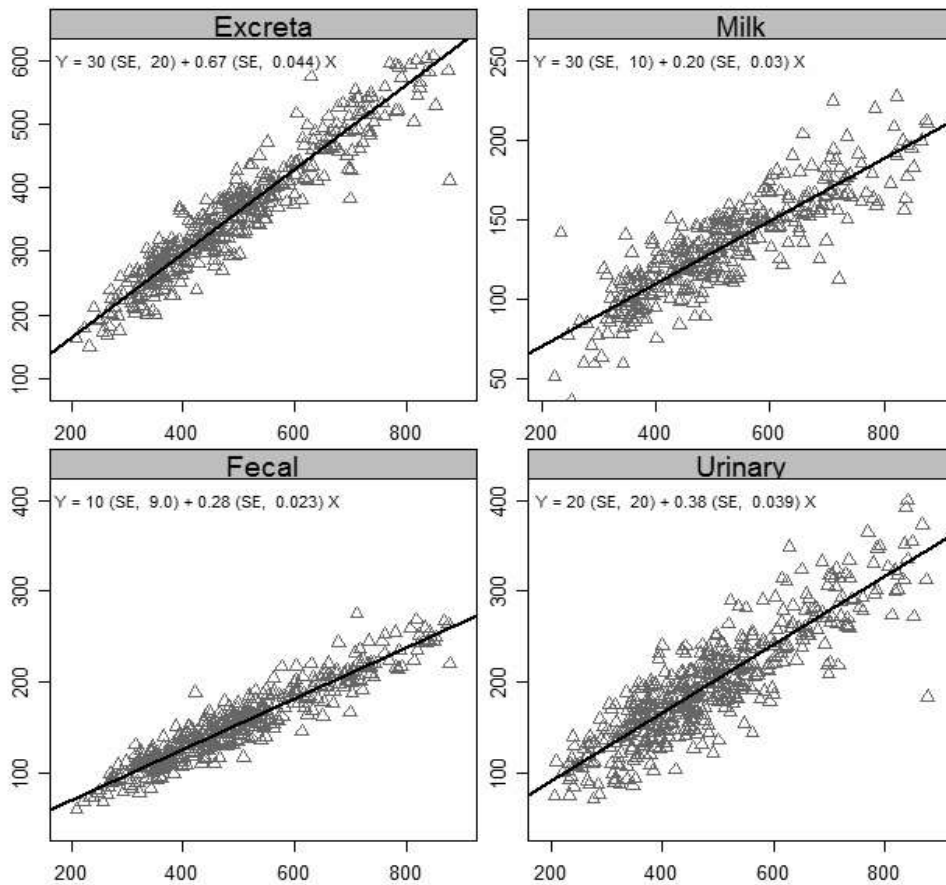 Excreta
Y = 30 (SE, 20) + 0.67 (SE, 0.044) X
600
500
400
300
200
100
200 400 600 800
Milk
Y = 30 (SE, 10) + 0.20 (SE, 0.03) X
250
200
150
100
50
200 400 600 800
Fecal
Y = 10 (SE, 9.0) + 0.28 (SE, 0.023) X
400
300
200
100
200 400 600 800
Urinary
Y = 20 (SE, 20) + 0.38 (SE, 0.039) X
400
300
200
100
200 400 600 800